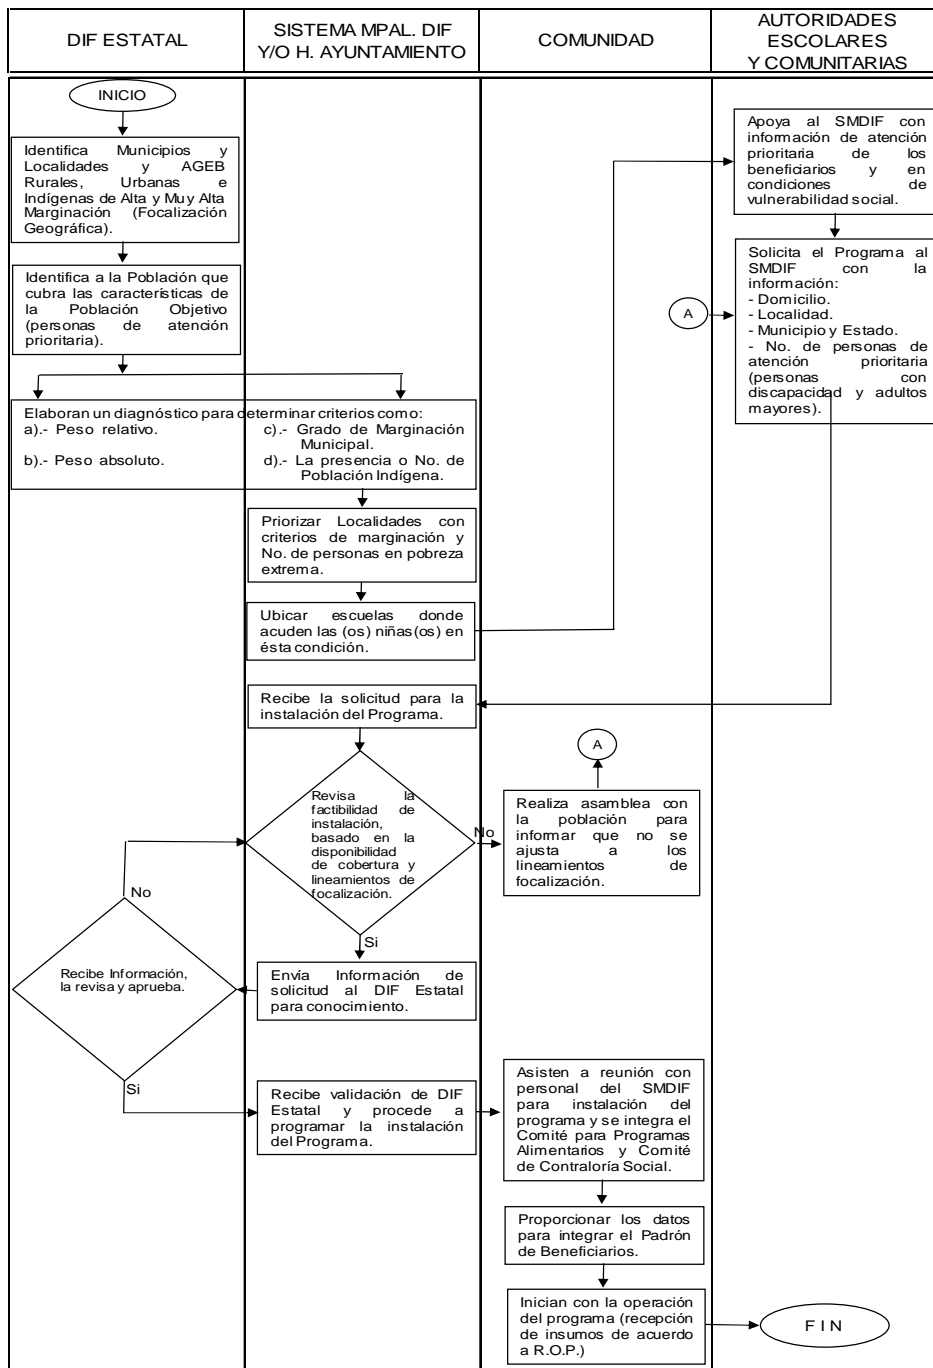 DIF ESTATAL
SISTEMA MPAL. DIF
Y/O H. AYUNTAMIENTO
COMUNIDAD
AUTORIDADES
ESCOLARES
Y COMUNITARIAS
INICIO
Identifica Municipios y
Localidades y AGEB
Rurales, Urbanas e
Indígenas de Alta y Muy Alta
Marginación (Focalización
Geográfica).
Identifica a la Población que
cubra las características de
la Población Objetivo
(personas de atención
prioritaria).
Elaboran un diagnóstico para determinar criterios como:
a).- Peso relativo.
b).- Peso absoluto.
c).- Grado de Marginación
Municipal.
d).- La presencia o No. de
Población Indígena.
Priorizar Localidades con
criterios de marginación y
No. de personas en pobreza
extrema.
Ubicar escuelas donde
acuden las (os) niñas(os) en
ésta condición.
Apoya al SMDIF con
información de atención
prioritaria de los
beneficiarios y en
condiciones de
vulnerabilidad social.
Solicita el Programa al
SMDIF con la
información:
- Domicilio.
- Localidad.
- Municipio y Estado.
- No. de personas de
atención prioritaria
(personas con
discapacidad y adultos
mayores).
A
Recibe la solicitud para la
instalación del Programa.
Revisa la
factibilidad de
instalación,
basado en la
disponibilidad
de cobertura y
lineamientos de
focalización.
No
A
Realiza asamblea con
la población para
informar que no se
ajusta a los
lineamientos de
focalización.
Si
Envía Información de
solicitud al DIF Estatal
para conocimiento.
No
Recibe Información,
la revisa y aprueba.
Si
Recibe validación de DIF
Estatal y procede a
programar la instalación
del Programa.
Asisten a reunión con
personal del SMDIF
para instalación del
programa y se integra el
Comité para Programas
Alimentarios y Comité
de Contraloría Social.
Proporcionar los datos
para integrar el Padrón
de Beneficiarios.
Inician con la operación
del programa (recepción
de insumos de acuerdo
a R.O.P.)
F I N